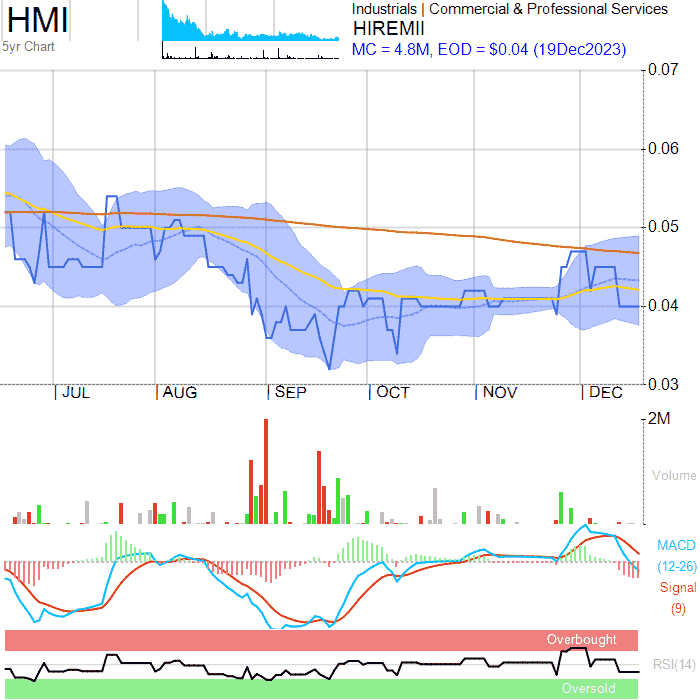 HMI
5yr Chart
Industrials | Commercial & Professional Services
HIREMII
MC = 4.8M, EOD = $0.04 (19Dec2023)
0.07
0.06
0.05
0.04
0.03
| JUL
| AUG
| SEP
| OCT
| NOV
| DEC
2M
Volume
MACD
(12-26)
Signal
(9)
Overbought
RSI(14)
Oversold